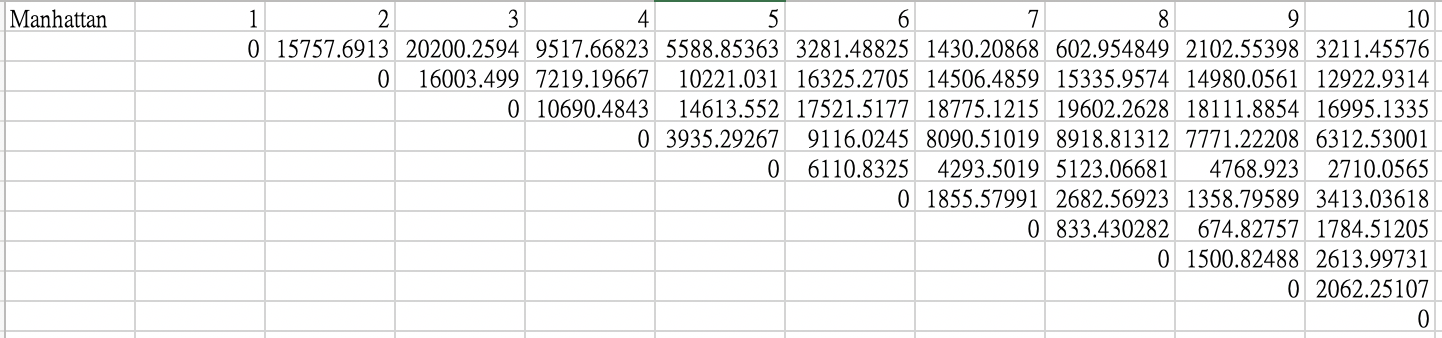 Manhattan 1 2 3 4 5 6 7 8 9 10
0 15757.6913 20200.2594 9517.66823 5588.85363 3281.48825 1430.20868 602.954849 2102.55398 3211.45576
0 16003.499 7219.19667 10221.031 16325.2705 14506.4859 15335.9574 14980.0561 12922.9314
0 10690.4843 14613.552 17521.5177 18775.1215 19602.2628 18111.8854 16995.1335
0 3935.29267 9116.0245 8090.51019 8918.81312 7771.22208 6312.53001
0 6110.8325 4293.5019 5123.06681 4768.923 2710.0565
0 1855.57991 2682.56923 1358.79589 3413.03618
0 833.430282 674.82757 1784.51205
0 1500.82488 2613.99731
0 2062.25107
0